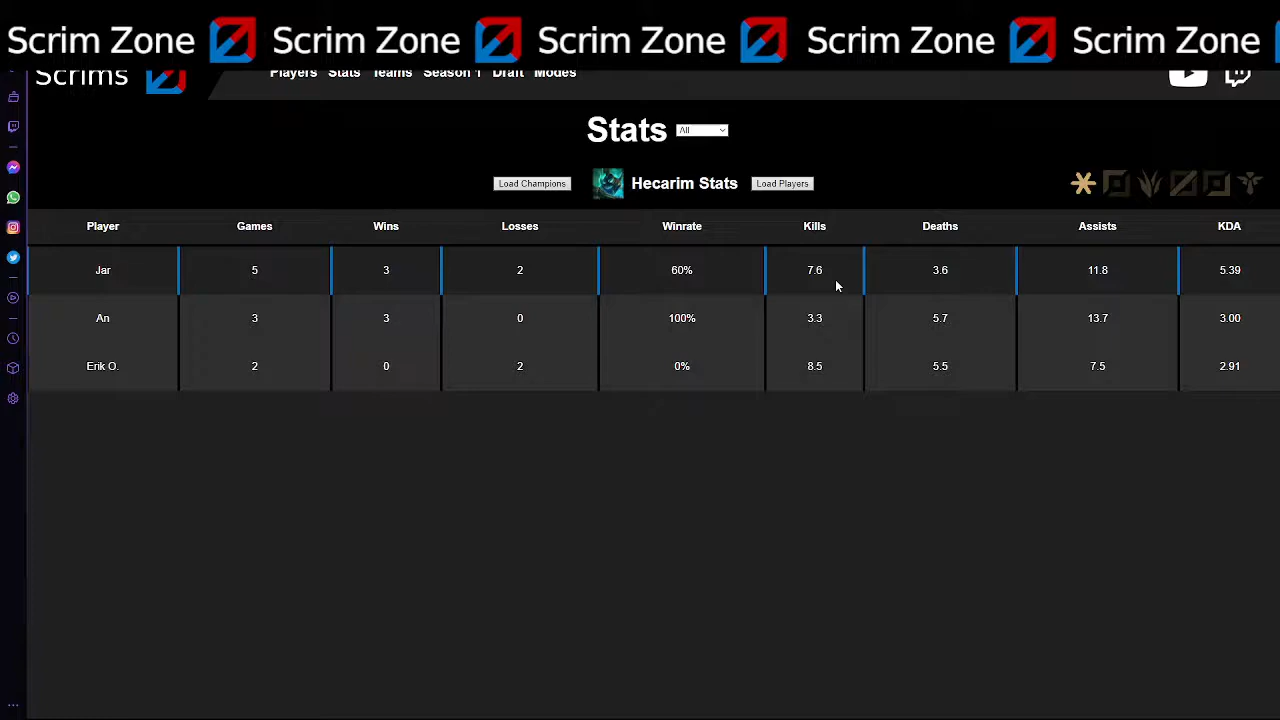 Scrim Zone Scrim Zone Scrim Zone Scrim Zone Scrim Zone
Scrims Players Stats Teams Season 1 Draft Modes
Stats All
Load Champions Hecarim Stats Load Players
Player Games Wins Losses Winrate Kills Deaths Assists KDA
Jar 5 3 2 60% 7.6 3.6 11.8 5.39
An 3 3 0 100% 3.3 5.7 13.7 3.00
Erik O. 2 0 2 0% 8.5 5.5 7.5 2.91